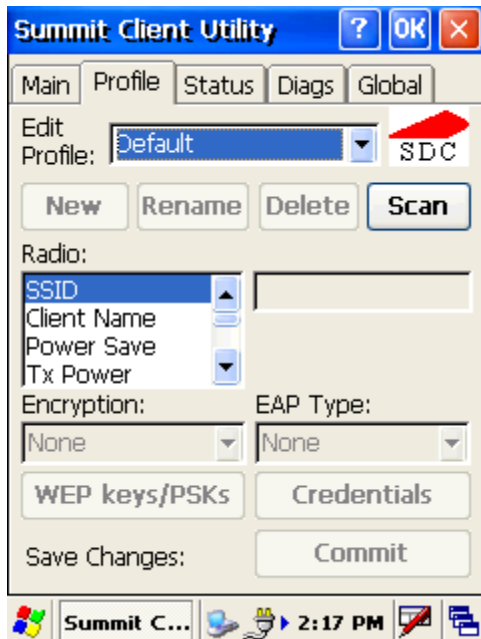 Summit Client Utility ? OK
Main Profile Status Diags Global
Edit
Profile: Default
SDC
New Rename Delete Scan
Radio:
SSID
Client Name
Power Save
Tx Power
Encryption: EAP Type:
None None
WEP keys/PSKs Credentials
Save Changes: Commit
Summit C... 2:17 PM